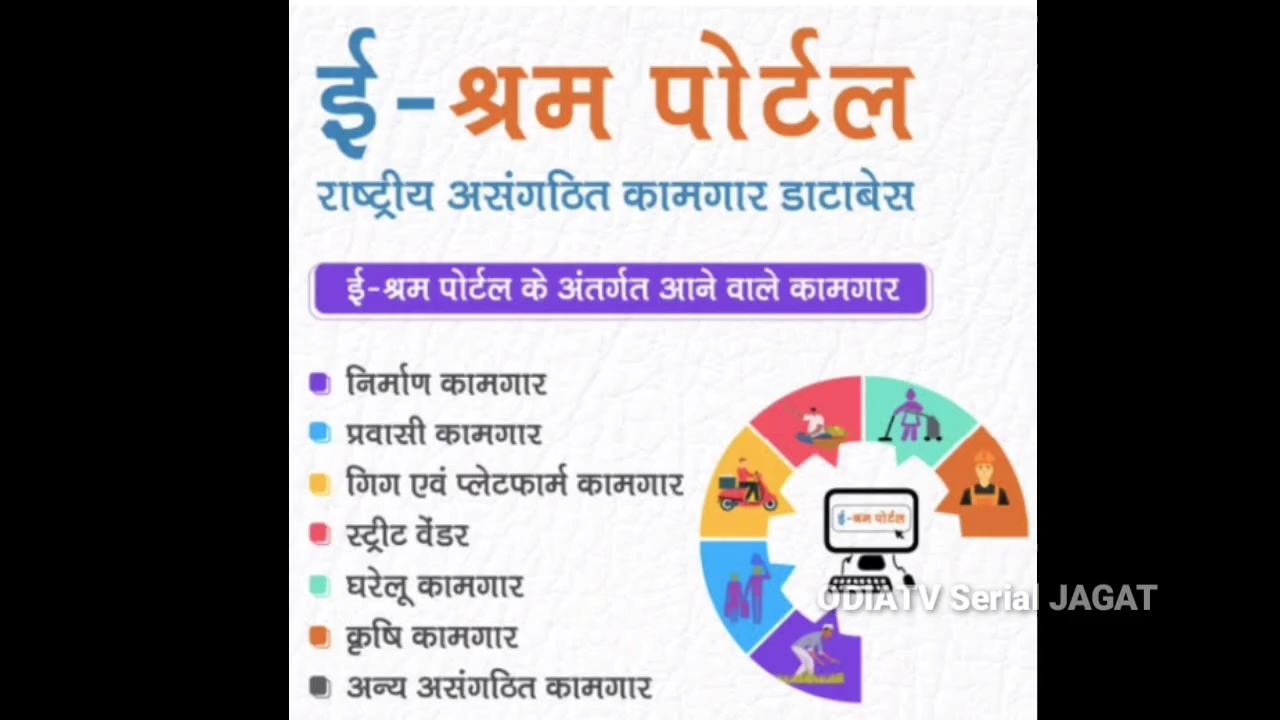 ई-श्रम पोर्टल
राष्ट्रीय असंगठित कामगार डाटाबेस
ई-श्रम पोर्टल के अंतर्गत आने वाले कामगार
निर्माण कामगार
प्रवासी कामगार
गिग एवं प्लेटफार्म कामगार
स्ट्रीट वेंडर
घरेलू कामगार
कृषि कामगार
अन्य असंगठित कामगार
ई-श्रम पोर्टल
ODIATV Serial JAGAT